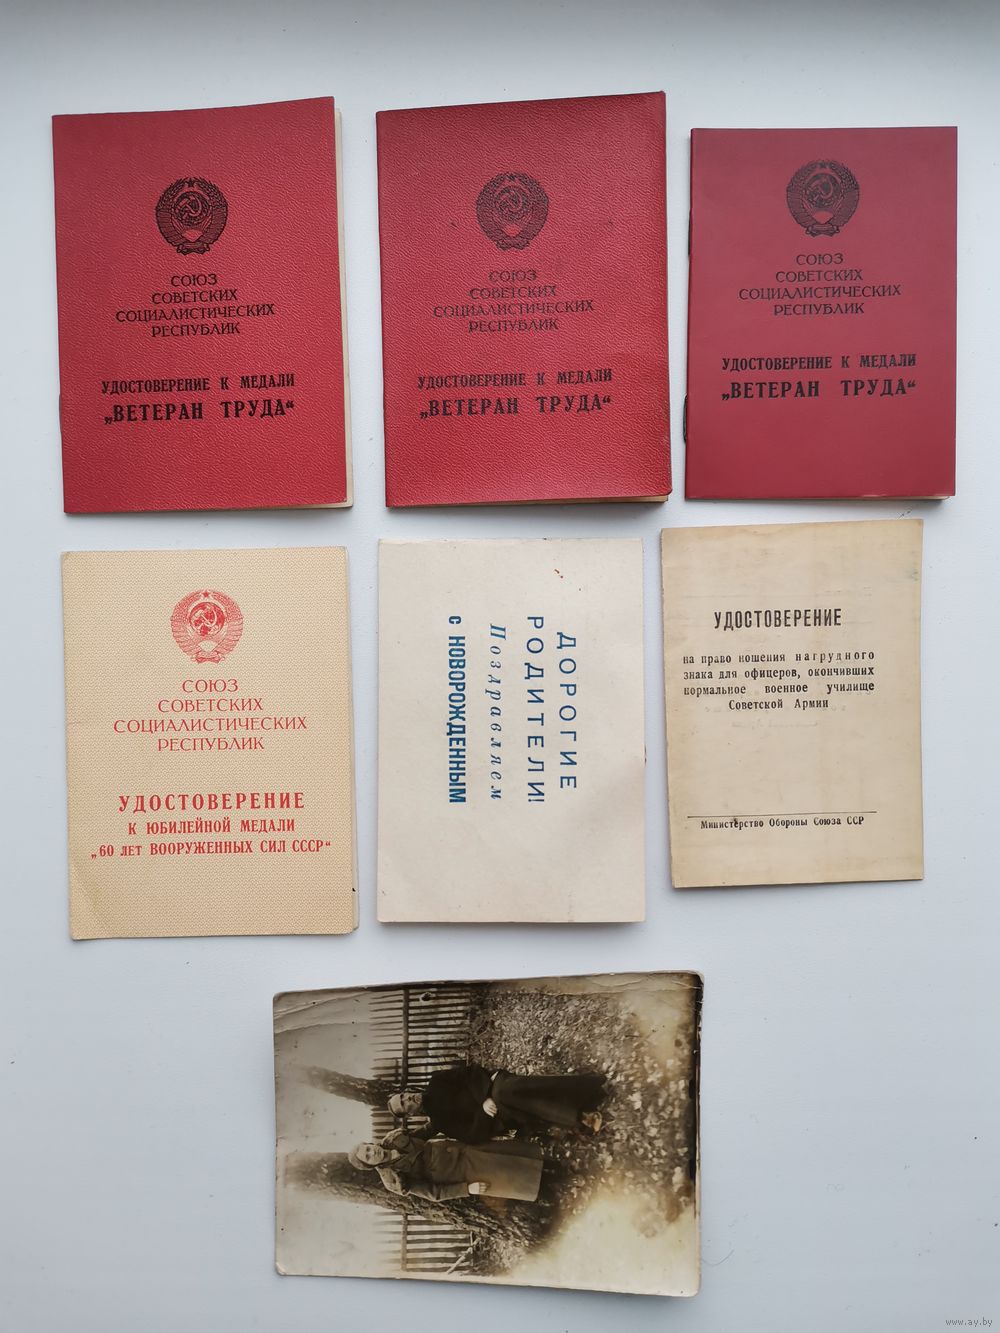 СОЮЗ
СОВЕТСКИХ
СОЦИАЛИСТИЧЕСКИХ
РЕСПУБЛИК
УДОСТОВЕРЕНИЕ К МЕДАЛИ
„ВЕТЕРАН ТРУДА“
СОЮЗ
СОВЕТСКИХ
СОЦИАЛИСТИЧЕСКИХ
РЕСПУБЛИК
УДОСТОВЕРЕНИЕ К МЕДАЛИ
„ВЕТЕРАН ТРУДА“
СОЮЗ
СОВЕТСКИХ
СОЦИАЛИСТИЧЕСКИХ
РЕСПУБЛИК
УДОСТОВЕРЕНИЕ К МЕДАЛИ
„ВЕТЕРАН ТРУДА“
СОЮЗ
СОВЕТСКИХ
СОЦИАЛИСТИЧЕСКИХ
РЕСПУБЛИК
УДОСТОВЕРЕНИЕ
К ЮБИЛЕЙНОЙ МЕДАЛИ
„60 ЛЕТ ВООРУЖЕННЫХ СИЛ СССР“
ДОРОГИЕ
РОДИТЕЛИ!
Поздравляем
с НОВОРОЖДЕННЫМ
УДОСТОВЕРЕНИЕ
на право ношения нагрудного
знака для офицеров, окончивших
нормальное военное училище
Советской Армии
Министерство Обороны Союза ССР
www.ay.by